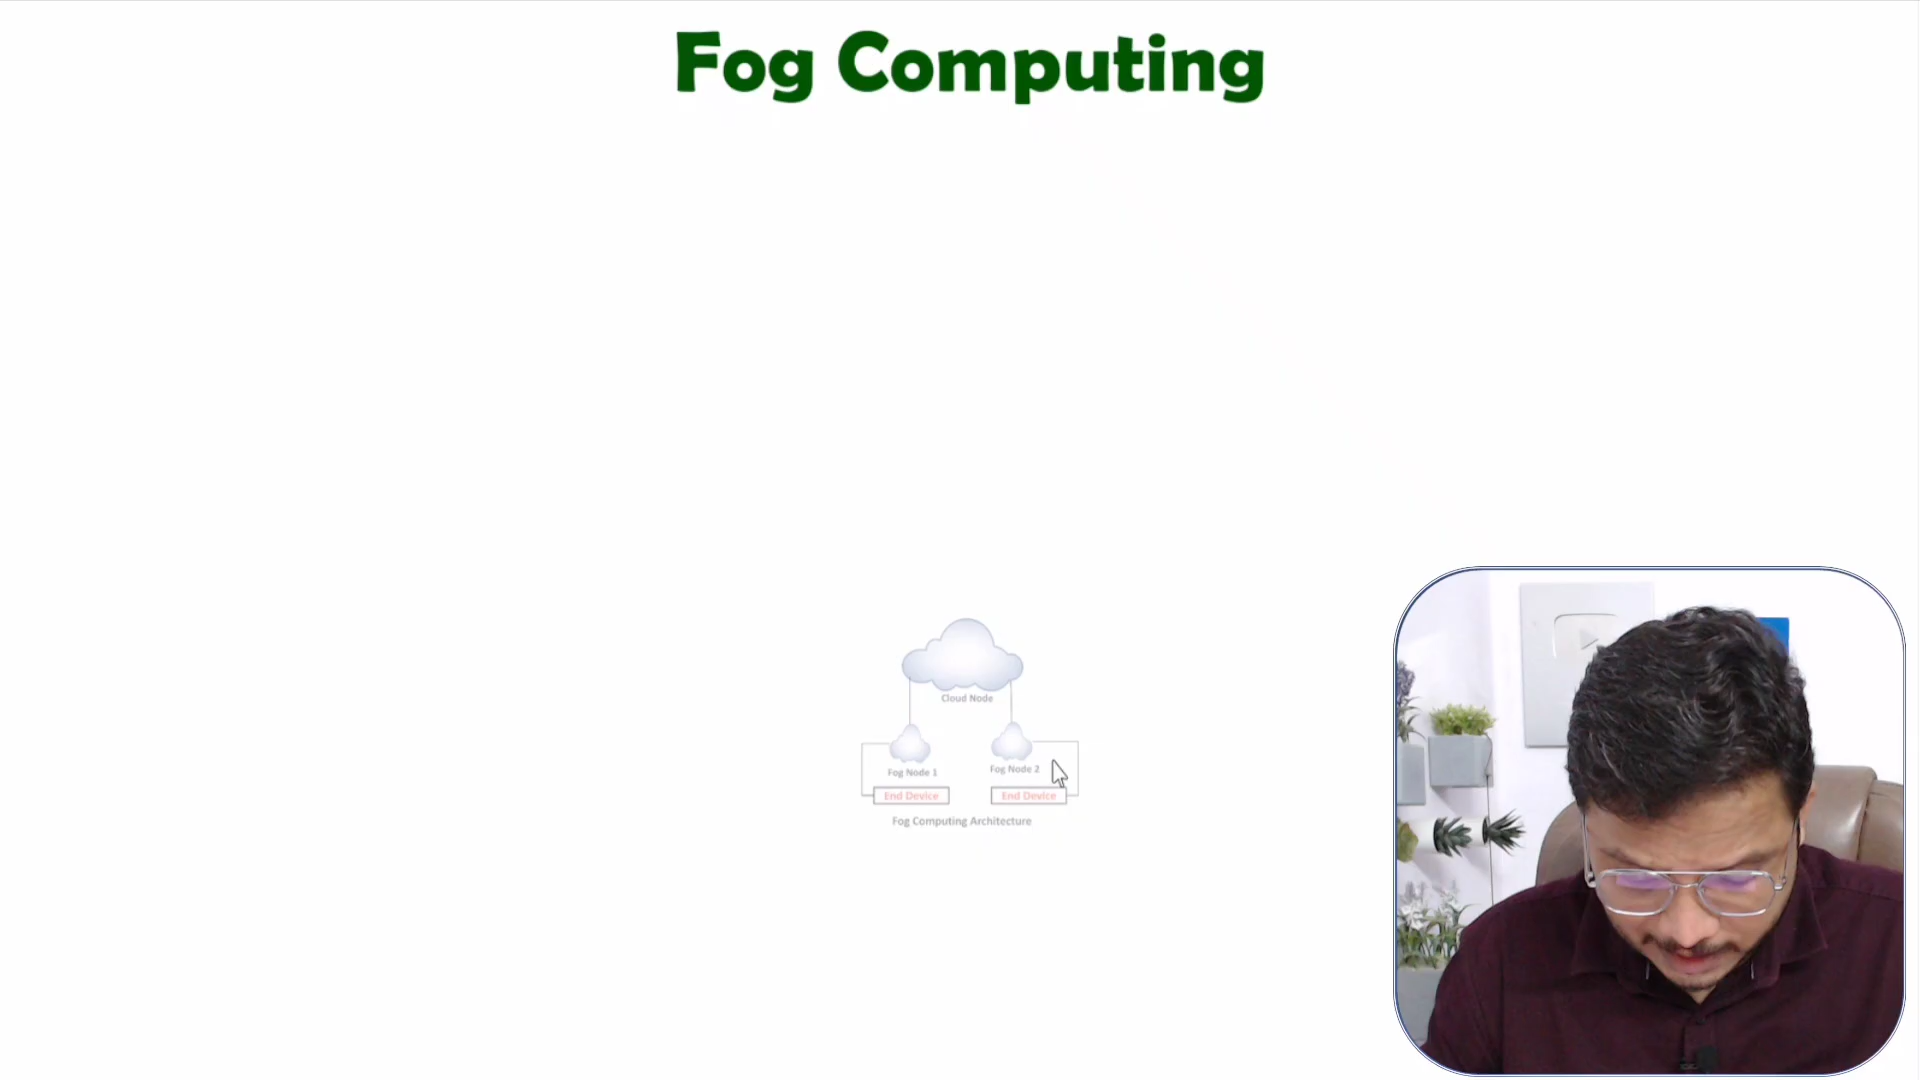 Fog Computing
Cloud Node
Fog Node 1
Fog Node 2
End Device
End Device
Fog Computing Architecture